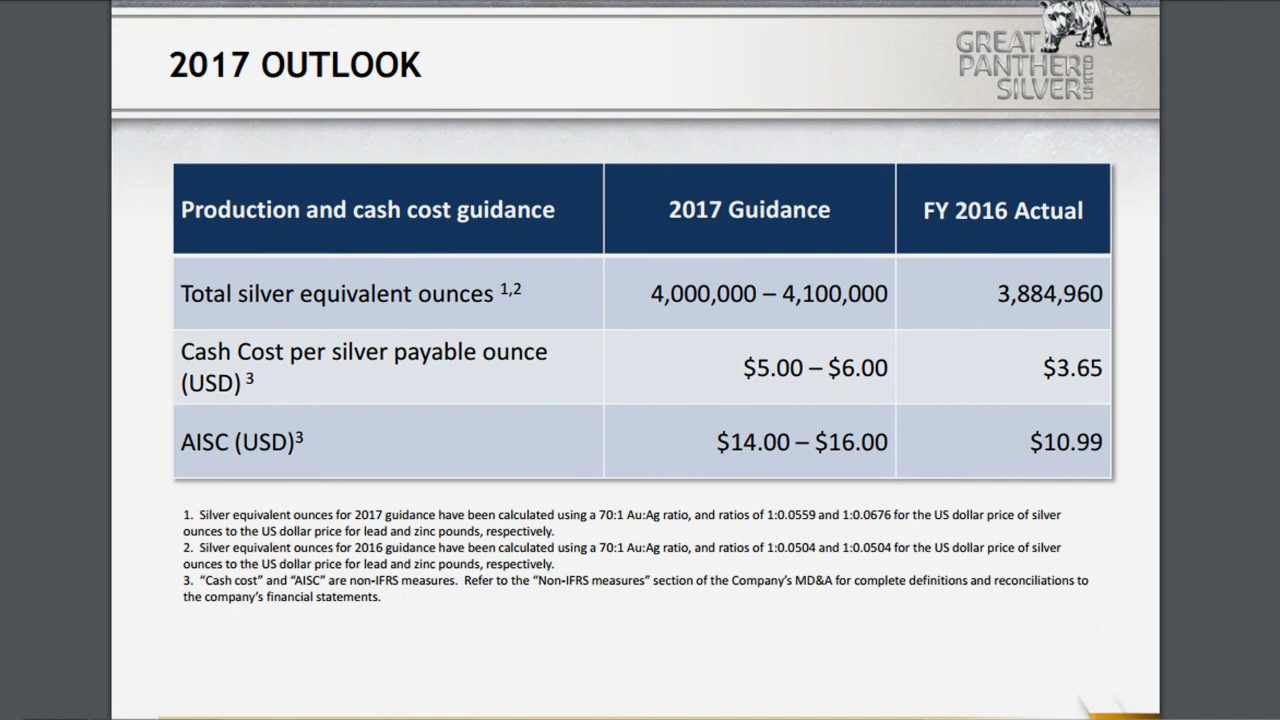 2017 OUTLOOK
GREAT
PANTHER
SILVER
LIMITED
Production and cash cost guidance
2017 Guidance
FY 2016 Actual
Total silver equivalent ounces 1,2
4,000,000 – 4,100,000
3,884,960
Cash Cost per silver payable ounce
(USD) 3
$5.00 – $6.00
$3.65
AISC (USD)3
$14.00 – $16.00
$10.99
1. Silver equivalent ounces for 2017 guidance have been calculated using a 70:1 Au:Ag ratio, and ratios of 1:0.0559 and 1:0.0676 for the US dollar price of silver
ounces to the US dollar price for lead and zinc pounds, respectively.
2. Silver equivalent ounces for 2016 guidance have been calculated using a 70:1 Au:Ag ratio, and ratios of 1:0.0504 and 1:0.0504 for the US dollar price of silver
ounces to the US dollar price for lead and zinc pounds, respectively.
3. “Cash cost” and “AISC” are non-IFRS measures. Refer to the “Non-IFRS measures” section of the Company’s MD&A for complete definitions and reconciliations to
the company’s financial statements.